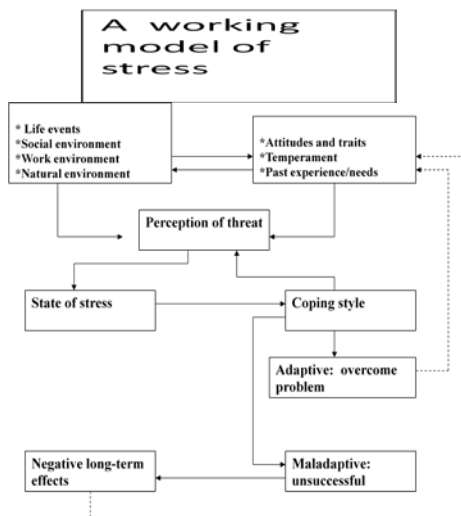 A working
model of
stress
* Life events
*Social environment
*Work environment
*Natural environment
*Attitudes and traits
*Temperament
*Past experience/needs
Perception of threat
State of stress
Coping style
Adaptive: overcome
problem
Negative long-term
effects
Maladaptive:
unsuccessful